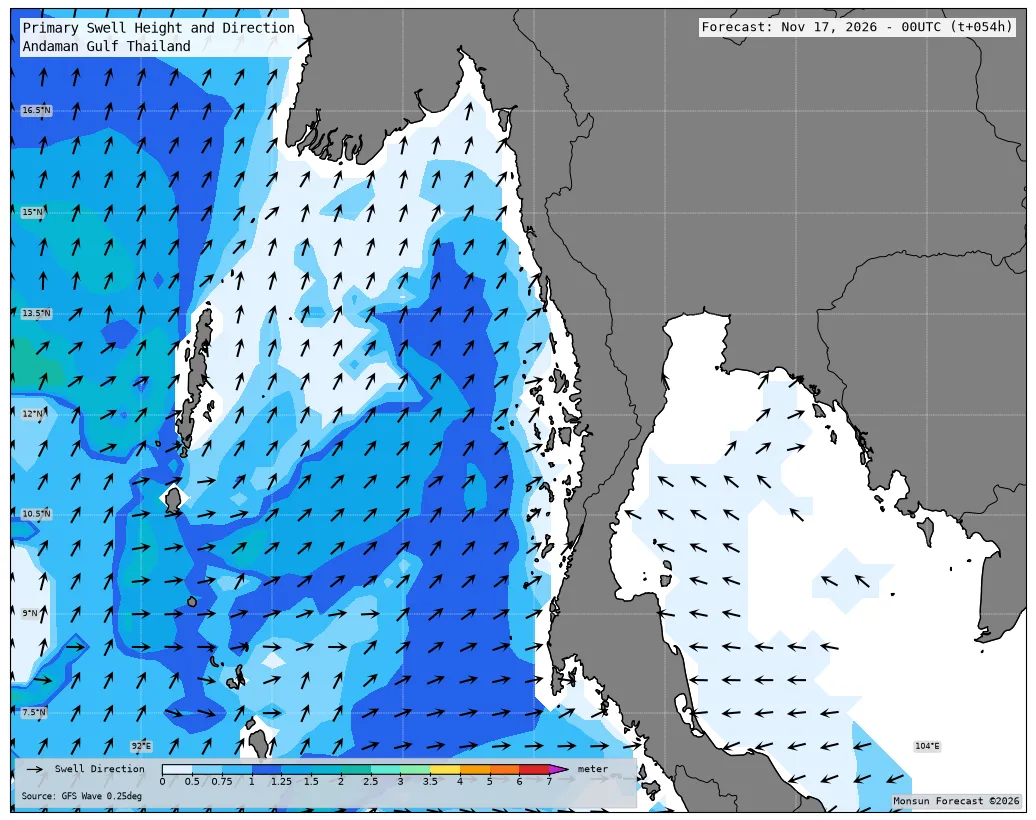 Primary Swell Height and Direction
Andaman Gulf Thailand
Forecast: Nov 17, 2026 - 00UTC (t+054h)
16.5°N
15°N
13.5°N
12°N
10.5°N
9°N
7.5°N
92°E
104°E
Swell Direction
0 0.5 0.75 1 1.25 1.5 2 2.5 3 3.5 4 5 6 7
meter
Source: GFS Wave 0.25deg
Monsun Forecast ©2026